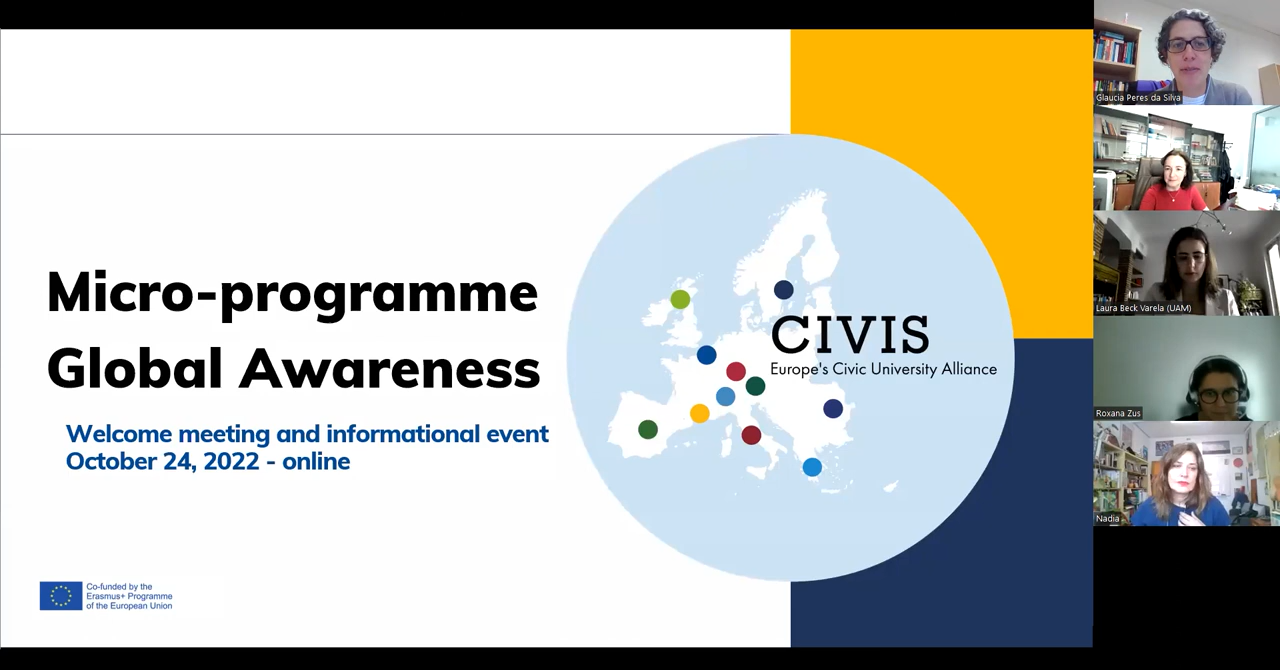 Micro-programme
Global Awareness
Welcome meeting and informational event
October 24, 2022 - online
CIVIS
Europe's Civic University Alliance
Co-funded by the
Erasmus+ Programme
of the European Union
Glaucia Peres da Silva
Laura Beck Varela (UAM)
Roxana Zus
Nadia